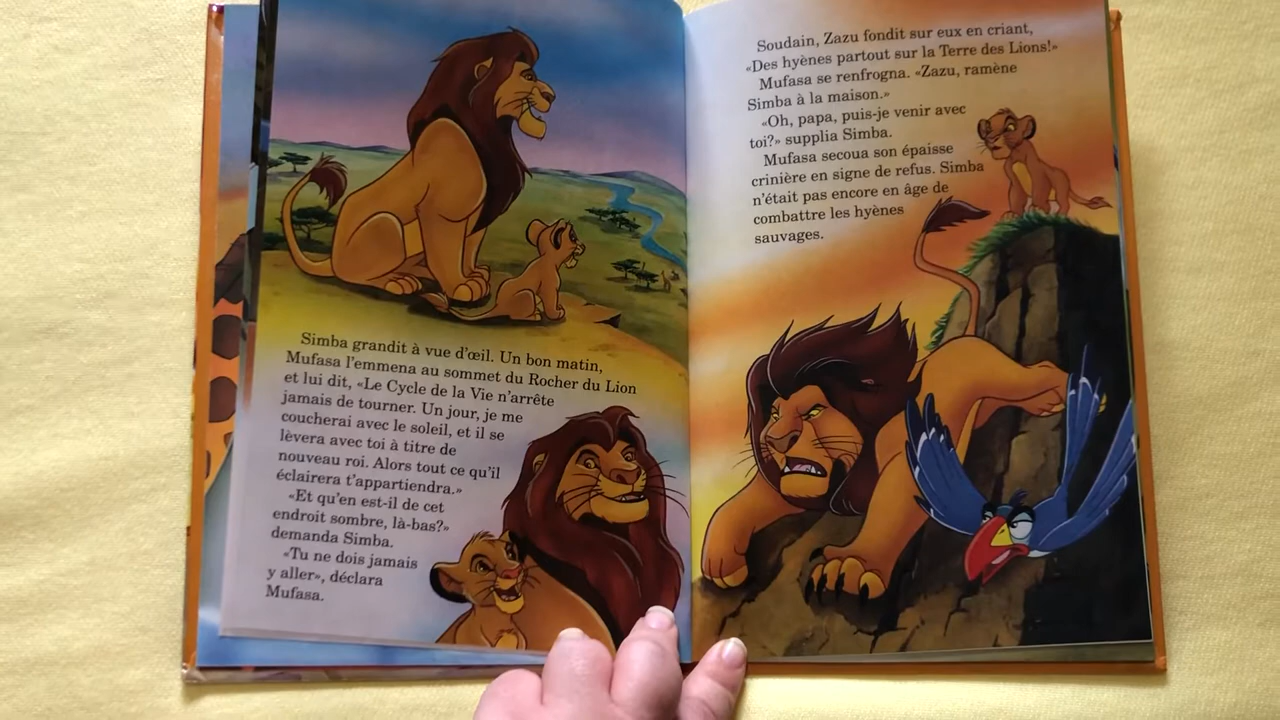 Simba grandit à vue d'œil. Un bon matin,
Mufasa l'emmena au sommet du Rocher du Lion
et lui dit, «Le Cycle de la Vie n'arrête
jamais de tourner. Un jour, je me
coucherai avec le soleil, et il se
lèvera avec toi à titre de
nouveau roi. Alors tout ce qu'il
éclairera t'appartiendra.»
«Et qu'en est-il de cet
endroit sombre, là-bas?»
demanda Simba.
«Tu ne dois jamais
y aller», déclara
Mufasa.
Soudain, Zazu fondit sur eux en criant,
«Des hyènes partout sur la Terre des Lions!»
Mufasa se renfrogna. «Zazu, ramène
Simba à la maison.»
«Oh, papa, puis-je venir avec
toi?» supplia Simba.
Mufasa secoua son épaisse
crinière en signe de refus. Simba
n'était pas encore en âge de
combattre les hyènes
sauvages.